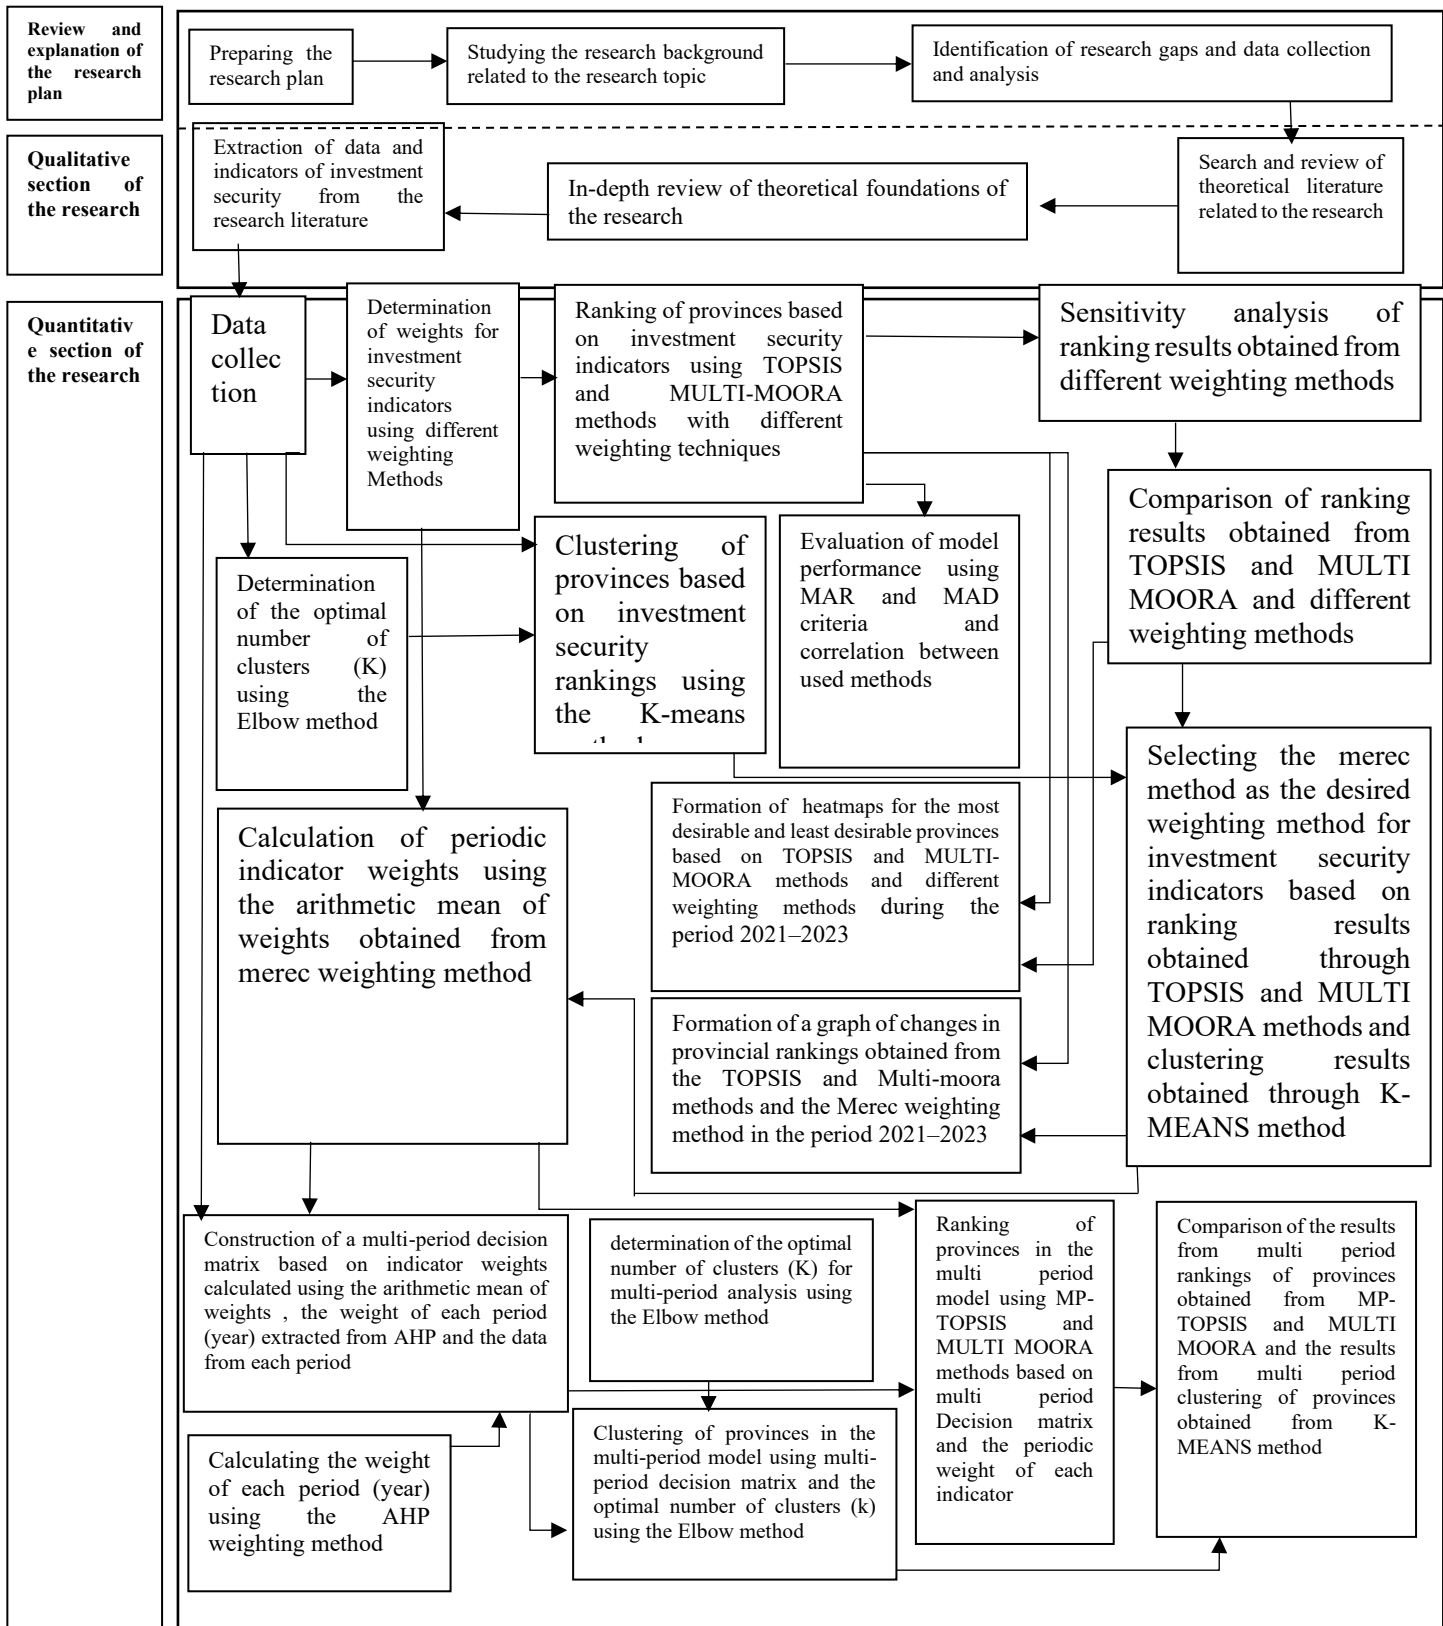 Review and
explanation of
the research
plan
Preparing the
research plan
Studying the research background
related to the research topic
Identification of research gaps and data collection
and analysis
Qualitative
section of
the research
Extraction of data and
indicators of investment
security from the
research literature
In-depth review of theoretical foundations of
the research
Search and review of
theoretical literature
related to the research
Quantitativ
e section of
the research
Data
collec
tion
Determination
of weights for
investment
security
indicators
using different
weighting
Methods
Ranking of provinces based
on investment security
indicators using TOPSIS
and MULTI-MOORA
methods with different
weighting techniques
Sensitivity analysis of
ranking results obtained from
different weighting methods
Comparison of ranking
results obtained from
TOPSIS and MULTI
MOORA and different
weighting methods
Determination
of the optimal
number of
clusters (K)
using the
Elbow method
Clustering of
provinces based
on investment
security
rankings using
the K-means
Evaluation of model
performance using
MAR and MAD
criteria and
correlation between
used methods
Selecting the merec
method as the desired
weighting method for
investment security
indicators based on
ranking results
obtained through
TOPSIS and MULTI
MOORA methods and
clustering results
obtained through K-
MEANS method
Calculation of periodic
indicator weights using
the arithmetic mean of
weights obtained from
merec weighting method
Formation of heatmaps for the most
desirable and least desirable provinces
based on TOPSIS and MULTI-
MOORA methods and different
weighting methods during the
period 2021–2023
Formation of a graph of changes in
provincial rankings obtained from
the TOPSIS and Multi-moora
methods and the Merec weighting
method in the period 2021–2023
Construction of a multi-period decision
matrix based on indicator weights
calculated using the arithmetic mean of
weights , the weight of each period
(year) extracted from AHP and the data
from each period
determination of the optimal
number of clusters (K) for
multi-period analysis using
the Elbow method
Ranking of
provinces in the
multi period
model using MP-
TOPSIS and
MULTI MOORA
methods based on
multi period
Decision matrix
and the periodic
weight of each
indicator
Comparison of the results
from multi period
rankings of provinces
obtained from MP-
TOPSIS and MULTI
MOORA and the results
from multi period
clustering of provinces
obtained from K-
MEANS method
Calculating the weight
of each period (year)
using the AHP
weighting method
Clustering of provinces in the
multi-period model using multi-
period decision matrix and the
optimal number of clusters (k)
using the Elbow method